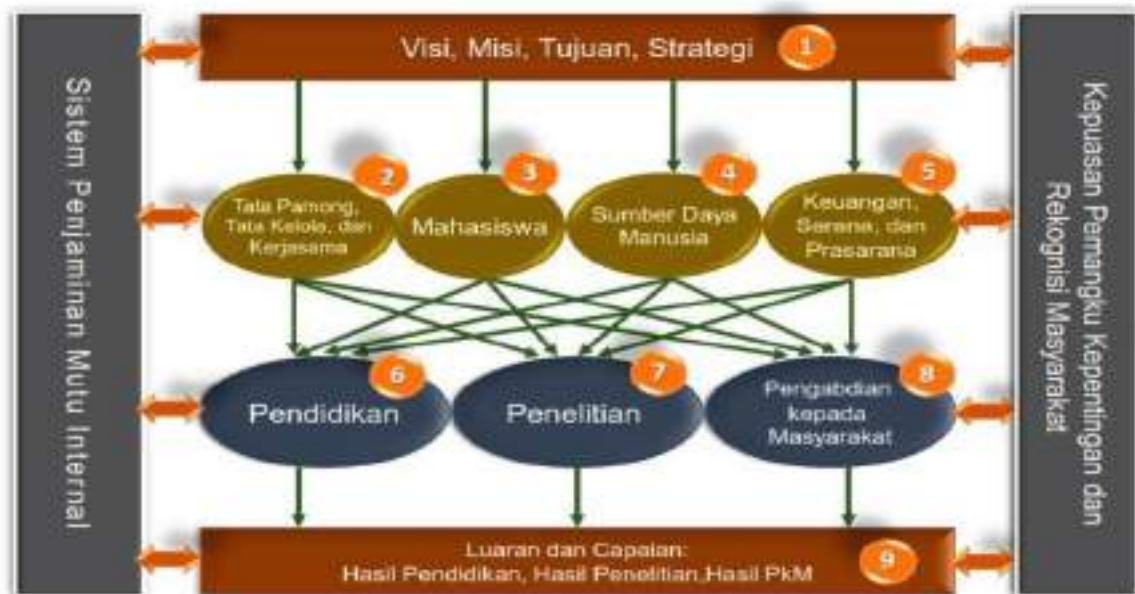 Sistem Penjaminan Mutu Internal
Visi, Misi, Tujuan, Strategi
1
2
Tata Pamong,
Tata Kelola, dan
Kerjasama
3
Mahasiswa
4
Sumber Daya
Manusia
5
Keuangan,
Sarana, dan
Prasarana
6
Pendidikan
7
Penelitian
8
Pengabdian
kepada
Masyarakat
Luaran dan Capaian:
Hasil Pendidikan, Hasil Penelitian,Hasil PkM
9
Kepuasan Pemangku Kepentingan dan
Rekognisi Masyarakat